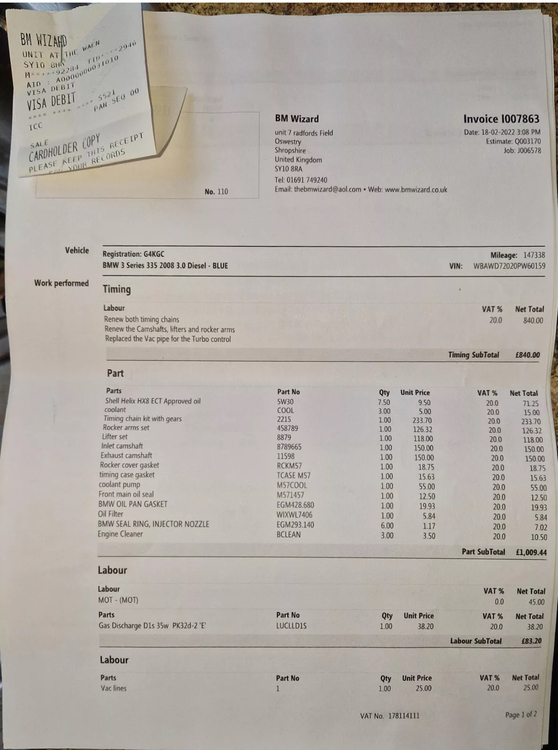 BM WIZARD
UNIT AT THE WAEN
SY10
AID : A0000000031010
VISA DEBIT
VISA DEBIT
**** **** **** 5521
PAN SEQ 00
ICC
SALE
CARDHOLDER COPY
PLEASE KEEP THIS RECEIPT
YOUR RECORDS
No. 110
BM Wizard
unit 7 radfords Field
Oswestry
Shropshire
United Kingdom
SY10 8RA
Tel: 01691 749240
Email: thebmwizard@aol.com • Web: www.bmwizard.co.uk
Invoice I007863
Date: 18-02-2022 3:08 PM
Estimate: Q003170
Job: J006578
Vehicle
Registration: G4KGC
BMW 3 Series 335 2008 3.0 Diesel - BLUE
Mileage: 147338
VIN: WBAWD72020PW60159
Work performed
Timing
Labour VAT % Net Total
Renew both timing chains 20.0 840.00
Renew the Camshafts, lifters and rocker arms
Replaced the Vac pipe for the Turbo control
Timing SubTotal £840.00
Part
Parts Part No Qty Unit Price VAT % Net Total
Shell Helix HX8 ECT Approved oil 5W30 7.50 9.50 20.0 71.25
coolant COOL 3.00 5.00 20.0 15.00
Timing chain kit with gears 2215 1.00 233.70 20.0 233.70
Rocker arms set 458789 1.00 126.32 20.0 126.32
Lifter set 8879 1.00 118.00 20.0 118.00
Inlet camshaft 8789665 1.00 150.00 20.0 150.00
Exhaust camshaft 11598 1.00 150.00 20.0 150.00
Rocker cover gasket RCKM57 1.00 18.75 20.0 18.75
timing case gasket TCASE M57 1.00 15.63 20.0 15.63
coolant pump M57COOL 1.00 55.00 20.0 55.00
Front main oil seal M571457 1.00 12.50 20.0 12.50
BMW OIL PAN GASKET EGM428.680 1.00 19.93 20.0 19.93
Oil Filter WIXWL7406 1.00 5.84 20.0 5.84
BMW SEAL RING, INJECTOR NOZZLE EGM293.140 6.00 1.17 20.0 7.02
Engine Cleaner BCLEAN 3.00 3.50 20.0 10.50
Part SubTotal £1,009.44
Labour
Labour VAT % Net Total
MOT - (MOT) 0.0 45.00
Parts Part No Qty Unit Price VAT % Net Total
Gas Discharge D1s 35w PK32d-2 'E' LUCLLD1S 1.00 38.20 20.0 38.20
Labour SubTotal £83.20
Labour
Parts Part No Qty Unit Price VAT % Net Total
Vac lines 1 1.00 25.00 20.0 25.00
VAT No. 178114111
Page 1 of 2